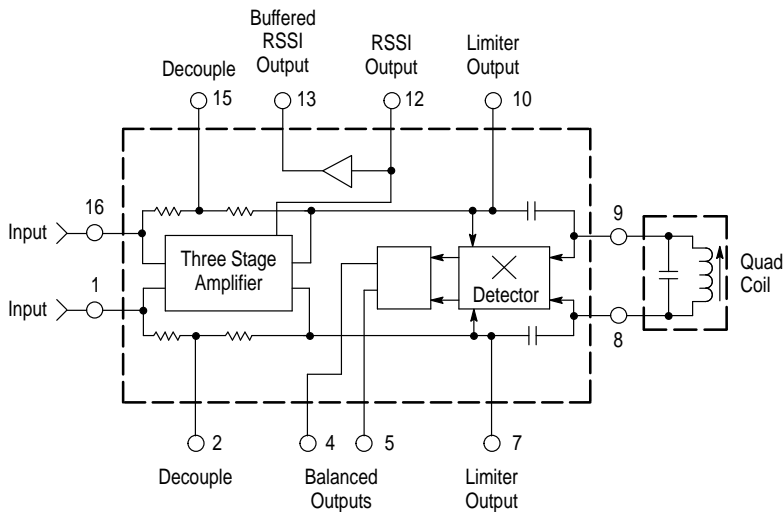 Buffered
RSSI
Output
13
RSSI
Output
12
Limiter
Output
10
Decouple
15
16
Input
1
Input
Three Stage
Amplifier
Detector
9
8
Quad
Coil
2
Decouple
4
5
Balanced
Outputs
7
Limiter
Output